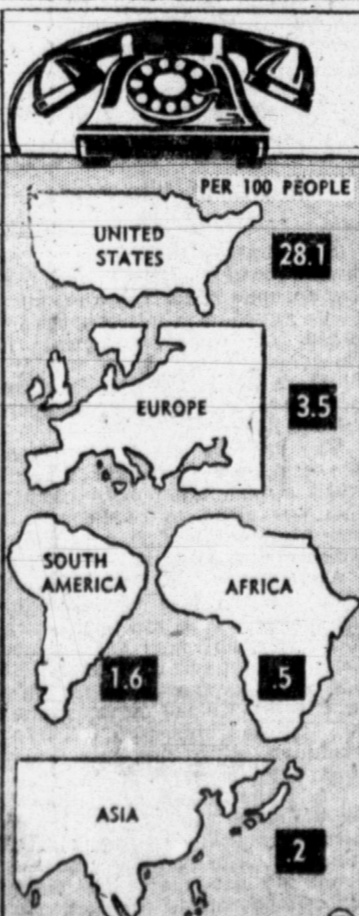 PER 100 PEOPLE
UNITED
STATES
28.1
EUROPE
3.5
SOUTH
AMERICA
1.6
AFRICA
.5
ASIA
.2